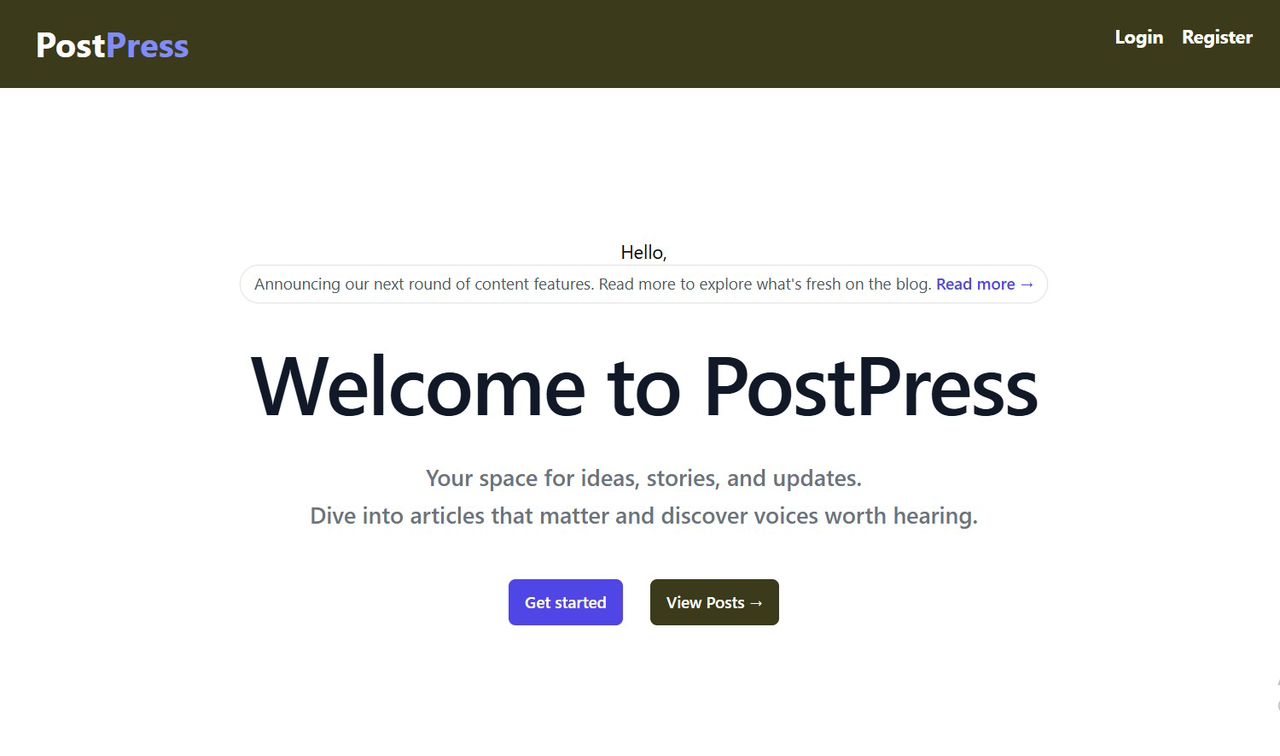 PostPress
Login Register
Hello,
Announcing our next round of content features. Read more to explore what's fresh on the blog. Read more →
Welcome to PostPress
Your space for ideas, stories, and updates.
Dive into articles that matter and discover voices worth hearing.
Get started
View Posts →